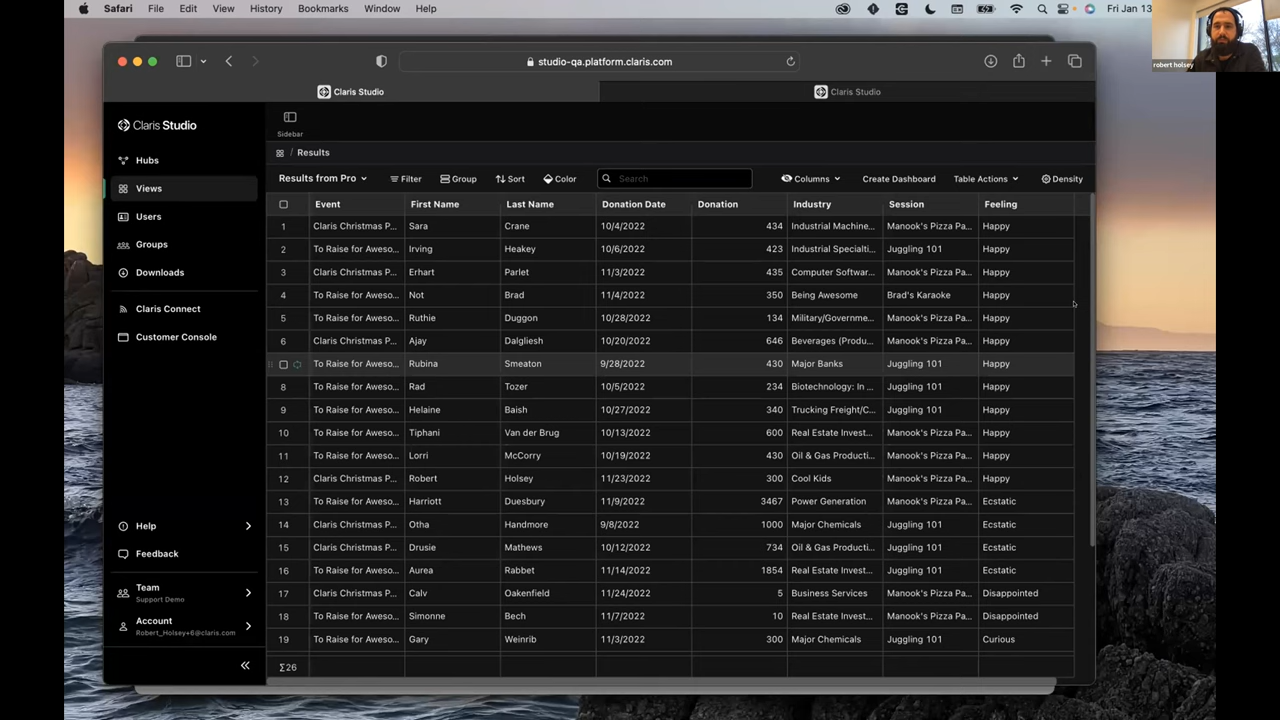 Safari File Edit View History Bookmarks Window Help Fri Jan 13
robert holsey
studio-qa.platform.claris.com
Claris Studio
Claris Studio
Claris Studio
Hubs
Views
Users
Groups
Downloads
Claris Connect
Customer Console
Help
Feedback
Team
Support Demo
Account
Robert_Holsey+6@claris.com
Sidebar
/ Results
Results from Pro Filter Group Sort Color Search Columns Create Dashboard Table Actions Density
Event First Name Last Name Donation Date Donation Industry Session Feeling
1 Claris Christmas P... Sara Crane 10/4/2022 434 Industrial Machine... Manook's Pizza Pa... Happy
2 To Raise for Aweso... Irving Heakey 10/6/2022 423 Industrial Specialti... Juggling 101 Happy
3 Claris Christmas P... Erhart Parlet 11/3/2022 435 Computer Softwar... Manook's Pizza Pa... Happy
4 To Raise for Aweso... Not Brad 11/4/2022 350 Being Awesome Brad's Karaoke Happy
5 To Raise for Aweso... Ruthie Duggon 10/28/2022 134 Military/Governme... Manook's Pizza Pa... Happy
6 To Raise for Aweso... Ajay Dalgliesh 10/20/2022 646 Beverages (Produ... Manook's Pizza Pa... Happy
To Raise for Aweso... Rubina Smeaton 9/28/2022 430 Major Banks Juggling 101 Happy
8 To Raise for Aweso... Rad Tozer 10/5/2022 234 Biotechnology: In ... Juggling 101 Happy
9 To Raise for Aweso... Helaine Baish 10/27/2022 340 Trucking Freight/C... Juggling 101 Happy
10 To Raise for Aweso... Tiphani Van der Brug 10/13/2022 600 Real Estate Invest... Manook's Pizza Pa... Happy
11 To Raise for Aweso... Lorri McCorry 10/19/2022 430 Oil & Gas Producti... Manook's Pizza Pa... Happy
12 Claris Christmas P... Robert Holsey 11/23/2022 300 Cool Kids Manook's Pizza Pa... Happy
13 To Raise for Aweso... Harriott Duesbury 11/9/2022 3467 Power Generation Manook's Pizza Pa... Ecstatic
14 Claris Christmas P... Otha Handmore 9/8/2022 1000 Major Chemicals Juggling 101 Ecstatic
15 Claris Christmas P... Drusie Mathews 10/12/2022 734 Oil & Gas Producti... Juggling 101 Ecstatic
16 To Raise for Aweso... Aurea Rabbet 11/14/2022 1854 Real Estate Invest... Manook's Pizza Pa... Ecstatic
17 Claris Christmas P... Calv Oakenfield 11/24/2022 5 Business Services Manook's Pizza Pa... Disappointed
18 To Raise for Aweso... Simonne Bech 11/7/2022 10 Real Estate Invest... Manook's Pizza Pa... Disappointed
19 To Raise for Aweso... Gary Weinrib 11/3/2022 300 Major Chemicals Juggling 101 Curious
Σ26